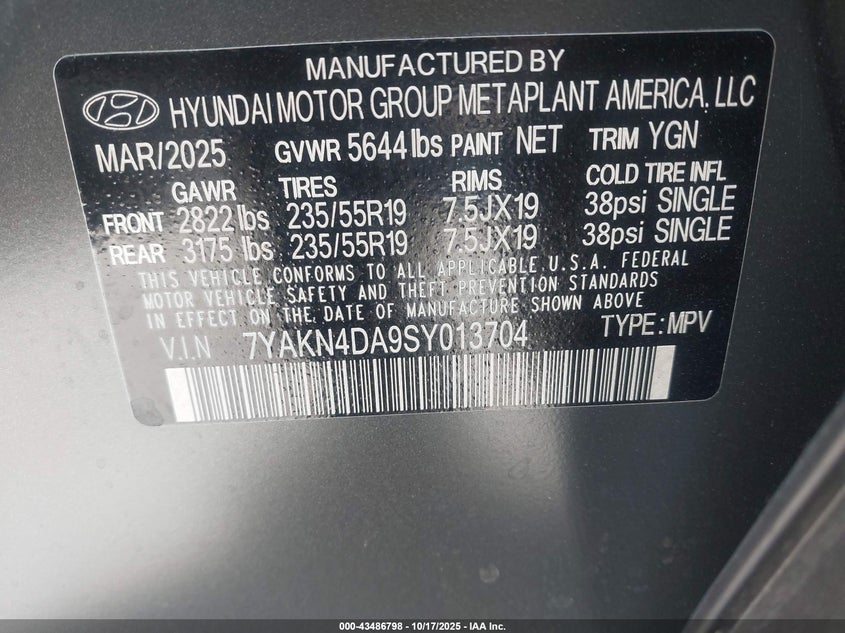 MANUFACTURED BY
HYUNDAI MOTOR GROUP METAPLANT AMERICA, LLC
MAR/2025 GVWR 5644 lbs PAINT NET TRIM YGN
GAWR TIRES RIMS COLD TIRE INFL
FRONT 2822 lbs 235/55R19 7.5JX19 38psi SINGLE
REAR 3175 lbs 235/55R19 7.5JX19 38psi SINGLE
THIS VEHICLE CONFORMS TO ALL APPLICABLE U.S.A. FEDERAL
MOTOR VEHICLE SAFETY AND THEFT PREVENTION STANDARDS
IN EFFECT ON THE DATE OF MANUFACTURE SHOWN ABOVE
V.I.N 7YAKN4DA9SY013704 TYPE: MPV
000-43486798 - 10/17/2025 - IAA Inc.